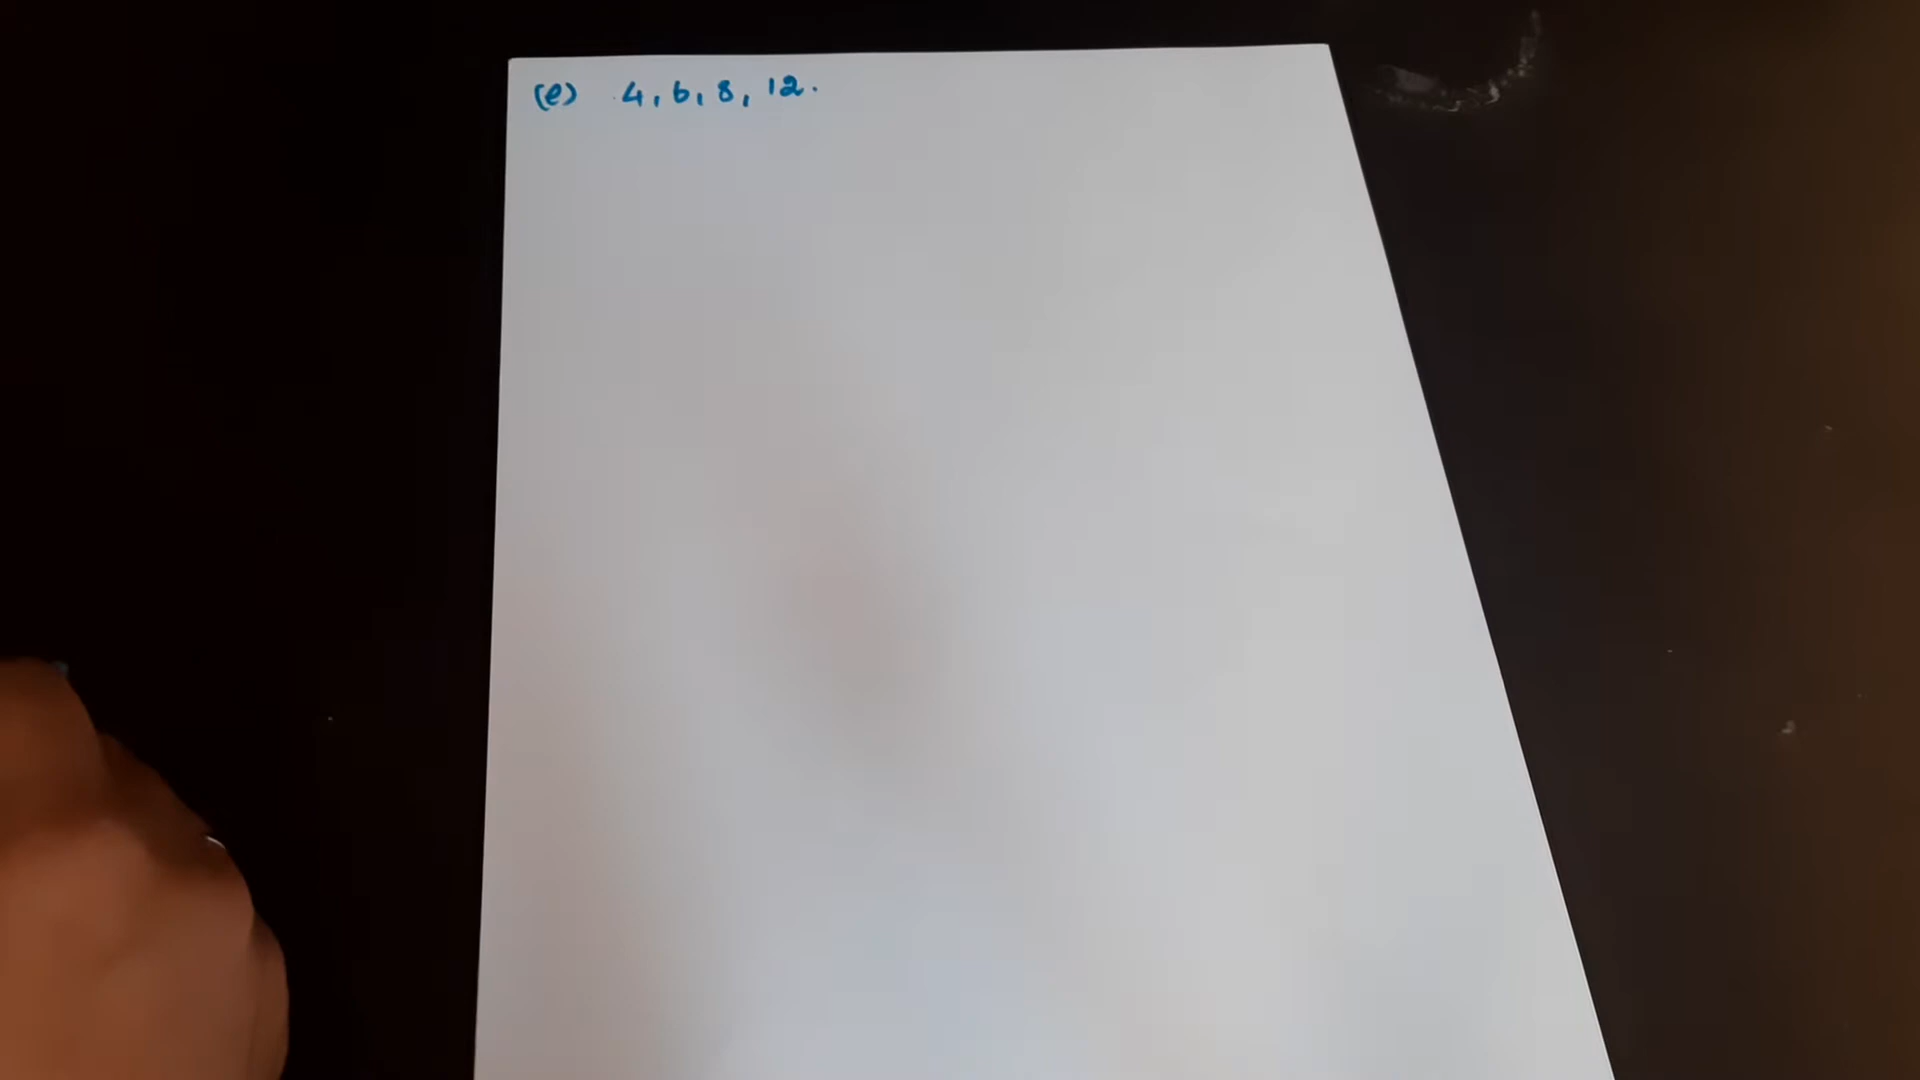 (e) 4, 6, 8, 12.